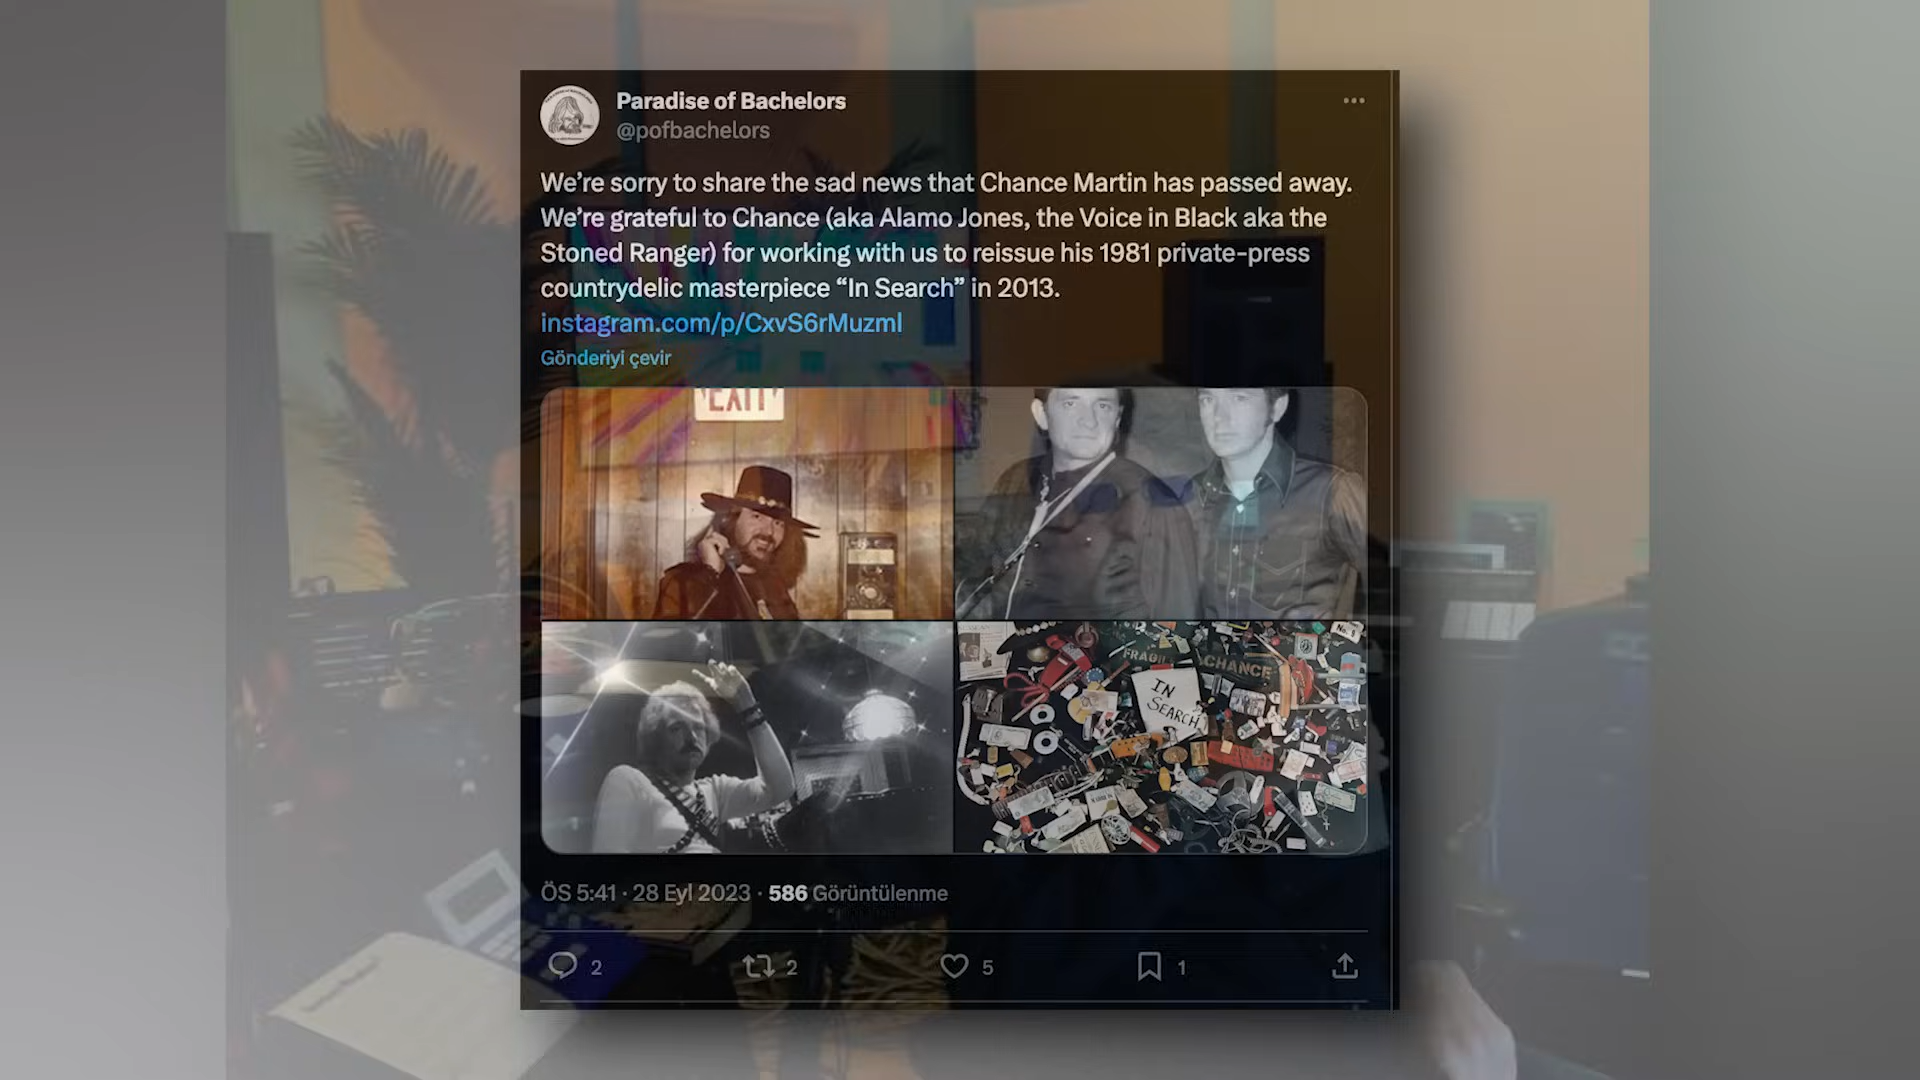 Paradise of Bachelors
@pofbachelors
We’re sorry to share the sad news that Chance Martin has passed away.
We’re grateful to Chance (aka Alamo Jones, the Voice in Black aka the
Stoned Ranger) for working with us to reissue his 1981 private-press
countrydelic masterpiece “In Search” in 2013.
instagram.com/p/CxvS6rMuzml
Gönderiyi çevir
EXIT
FRAGIL
CHANCE
No. 1
IN
SEARCH
ÖS 5:41 · 28 Eyl 2023 · 586 Görüntülenme
2
2
5
1